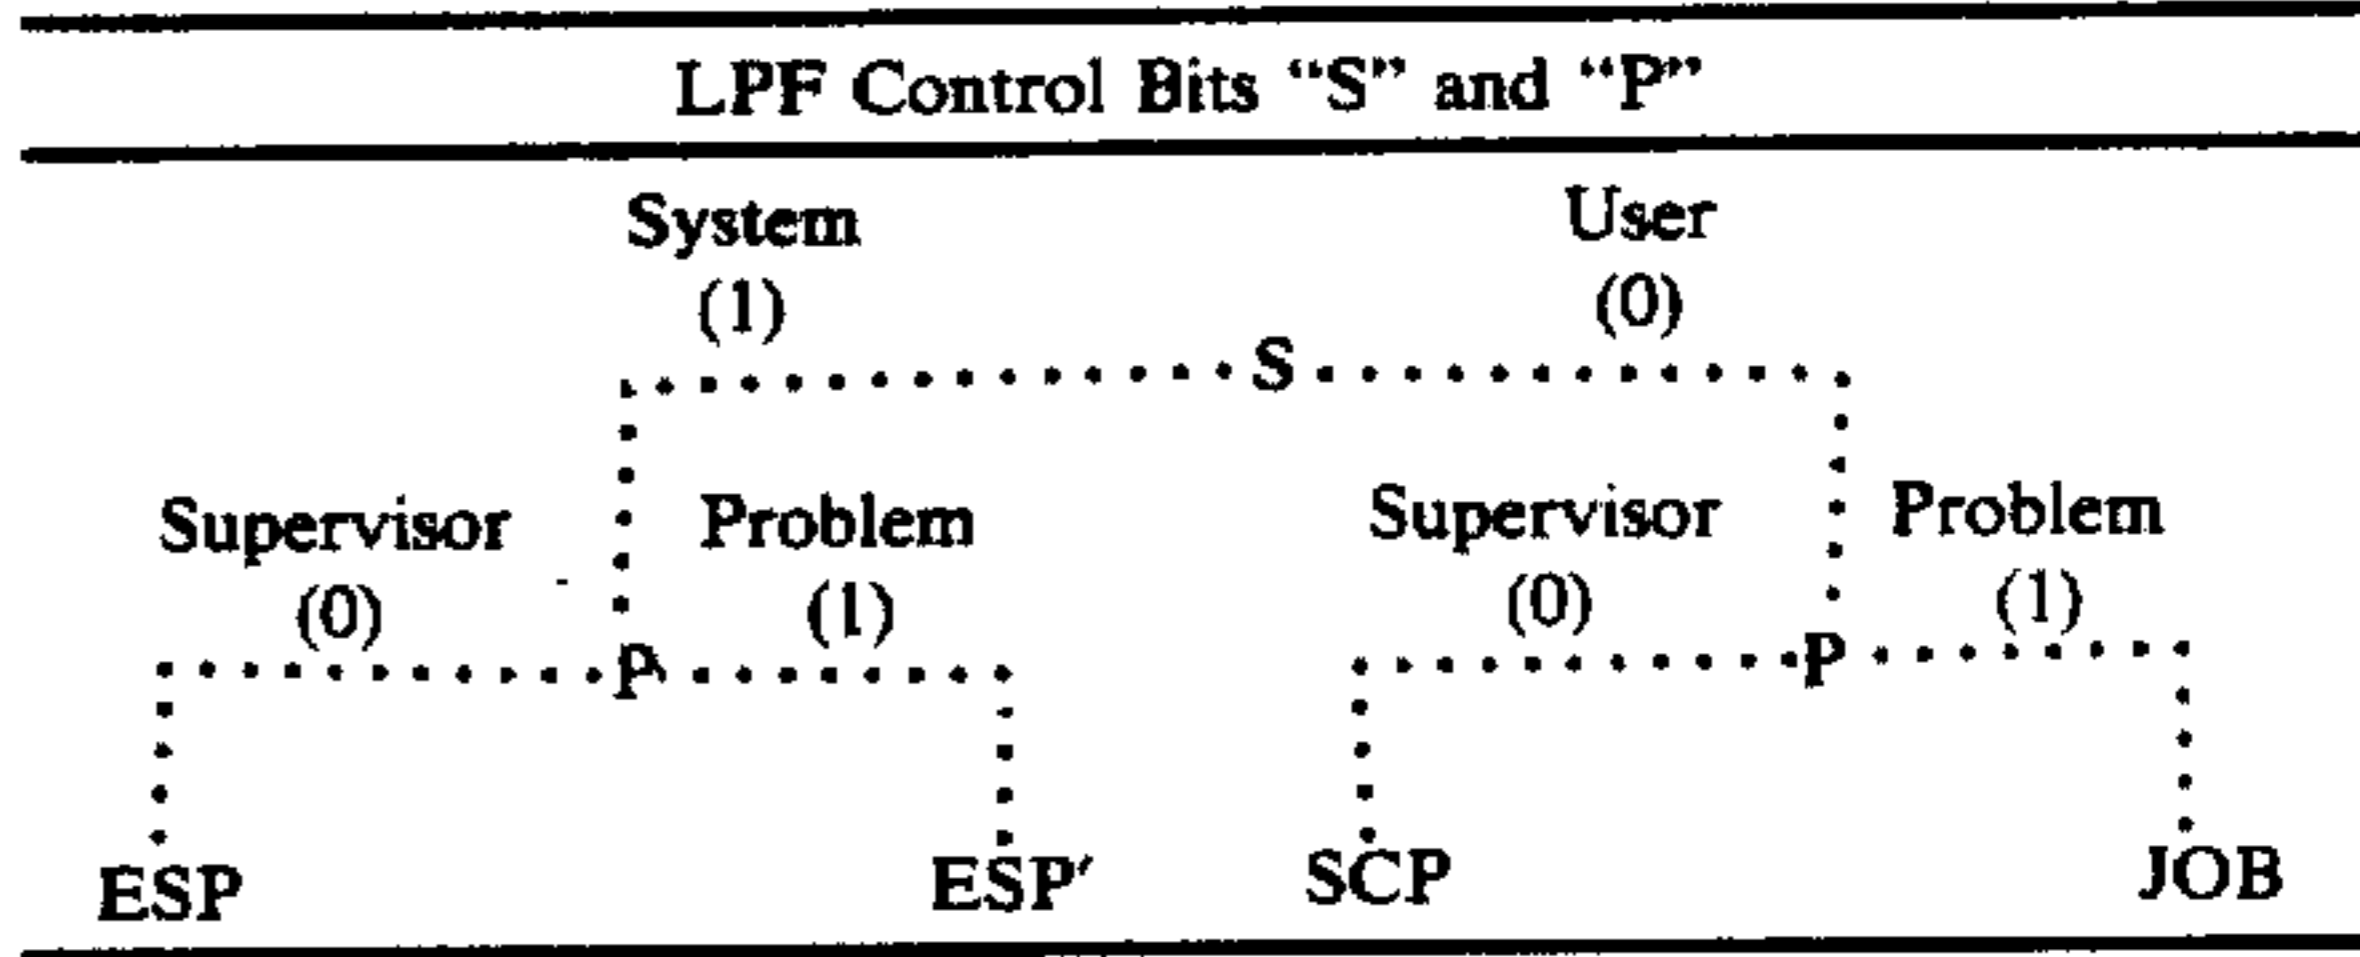 LPF Control Bits “S” and “P”
System User
(1) (0)
S
Supervisor Problem Supervisor Problem
(0) (1) (0) (1)
P P
ESP ESP′ SCP JOB